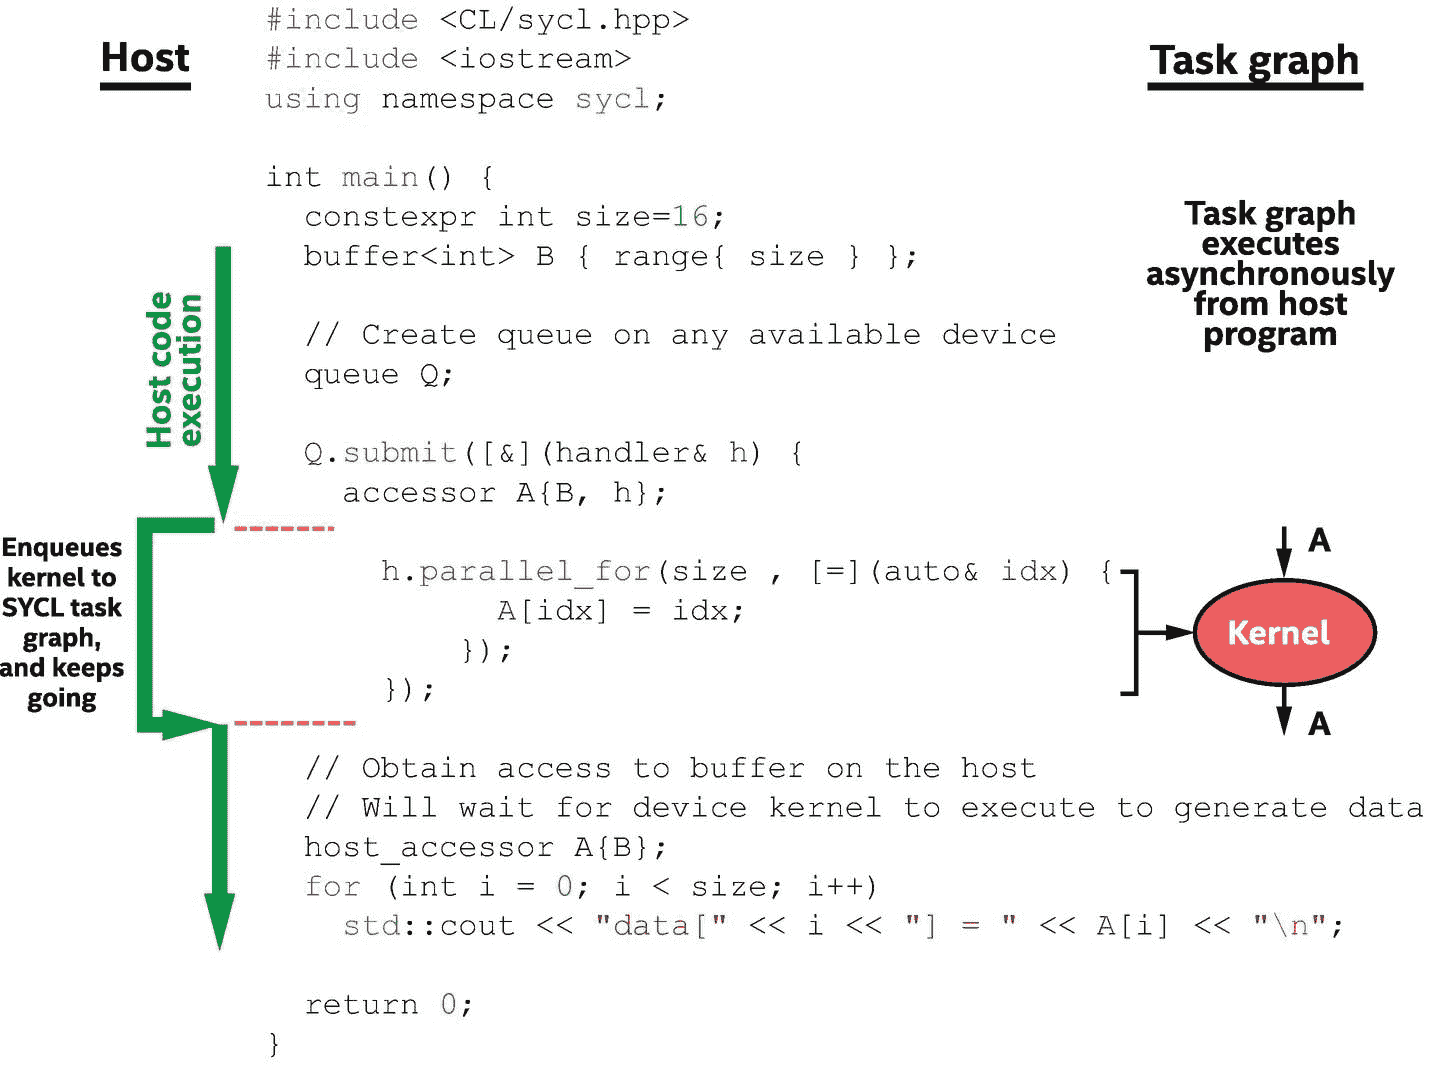 Host
Task graph
#include <CL/sycl.hpp>
#include <iostream>
using namespace sycl;
int main() {
constexpr int size=16;
buffer<int> B { range{ size } };
// Create queue on any available device
queue Q;
Q.submit([&](handler& h) {
accessor A{B, h};
h.parallel_for(size , [=](auto& idx) {
A[idx] = idx;
});
});
// Obtain access to buffer on the host
// Will wait for device kernel to execute to generate data
host_accessor A{B};
for (int i = 0; i < size; i++)
std::cout << "data[" << i << "] = " << A[i] << "\n";
return 0;
}
Host code
execution
Enqueues
kernel to
SYCL task
graph,
and keeps
going
Task graph
executes
asynchronously
from host
program
A
Kernel
A